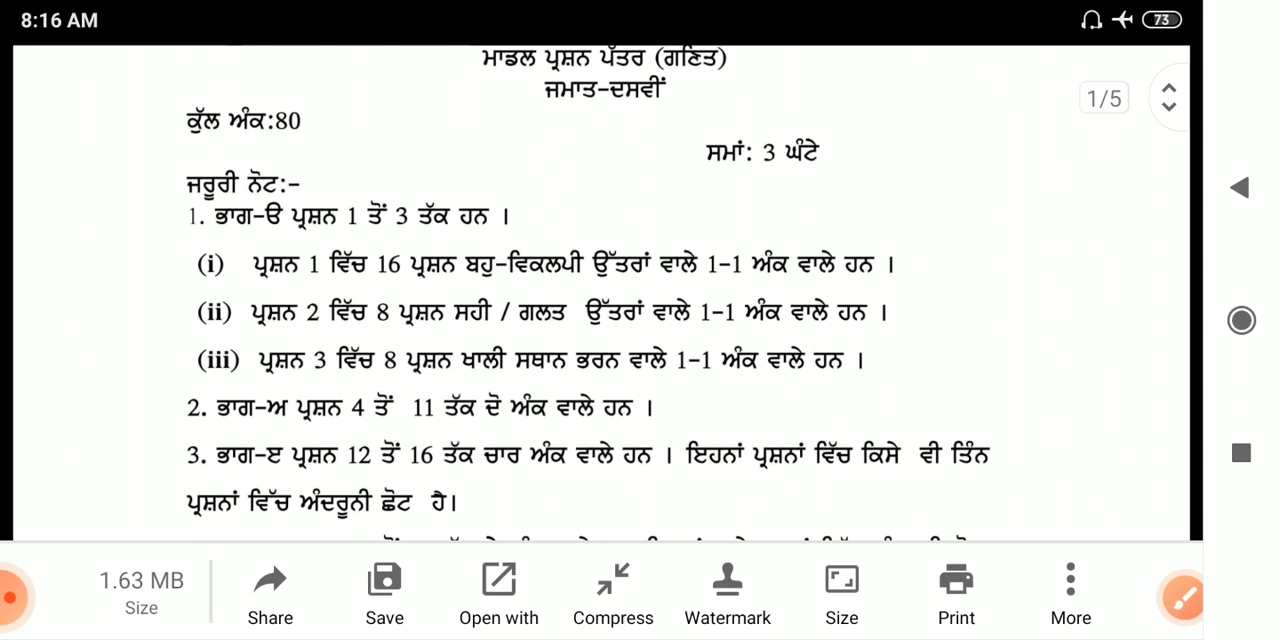 8:16 AM
73
ਮਾਡਲ ਪ੍ਰਸ਼ਨ ਪੱਤਰ (ਗਣਿਤ)
ਜਮਾਤ-ਦਸਵੀਂ
1/5
ਕੁੱਲ ਅੰਕ:80
ਸਮਾਂ: 3 ਘੰਟੇ
ਜਰੂਰੀ ਨੋਟ:-
1. ਭਾਗ-ੳ ਪ੍ਰਸ਼ਨ 1 ਤੋਂ 3 ਤੱਕ ਹਨ ।
(i) ਪ੍ਰਸ਼ਨ 1 ਵਿੱਚ 16 ਪ੍ਰਸ਼ਨ ਬਹੁ-ਵਿਕਲਪੀ ਉੱਤਰਾਂ ਵਾਲੇ 1-1 ਅੰਕ ਵਾਲੇ ਹਨ ।
(ii) ਪ੍ਰਸ਼ਨ 2 ਵਿੱਚ 8 ਪ੍ਰਸ਼ਨ ਸਹੀ / ਗਲਤ ਉੱਤਰਾਂ ਵਾਲੇ 1-1 ਅੰਕ ਵਾਲੇ ਹਨ ।
(iii) ਪ੍ਰਸ਼ਨ 3 ਵਿੱਚ 8 ਪ੍ਰਸ਼ਨ ਖਾਲੀ ਸਥਾਨ ਭਰਨ ਵਾਲੇ 1-1 ਅੰਕ ਵਾਲੇ ਹਨ ।
2. ਭਾਗ-ਅ ਪ੍ਰਸ਼ਨ 4 ਤੋਂ 11 ਤੱਕ ਦੋ ਅੰਕ ਵਾਲੇ ਹਨ ।
3. ਭਾਗ-ੲ ਪ੍ਰਸ਼ਨ 12 ਤੋਂ 16 ਤੱਕ ਚਾਰ ਅੰਕ ਵਾਲੇ ਹਨ । ਇਹਨਾਂ ਪ੍ਰਸ਼ਨਾਂ ਵਿੱਚ ਕਿਸੇ ਵੀ ਤਿੰਨ
ਪ੍ਰਸ਼ਨਾਂ ਵਿੱਚ ਅੰਦਰੂਨੀ ਛੋਟ ਹੈ।
1.63 MB
Size
Share
Save
Open with
Compress
Watermark
Size
Print
More